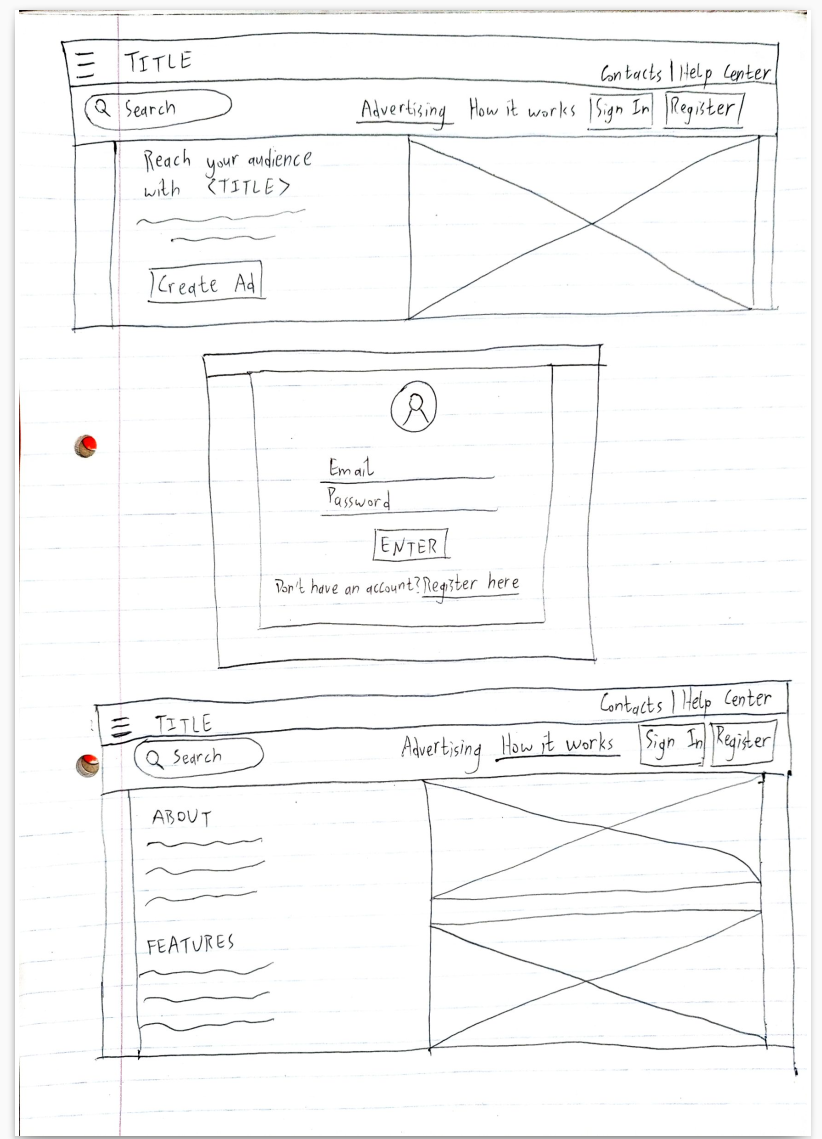 TITLE
Contacts | Help Center
Search
Advertising How it works Sign In Register
Reach your audience
with <TITLE>
Create Ad
Email
Password
ENTER
Don't have an account? Register here
Contacts | Help Center
TITLE
Search
Advertising How it works Sign In Register
ABOUT
FEATURES